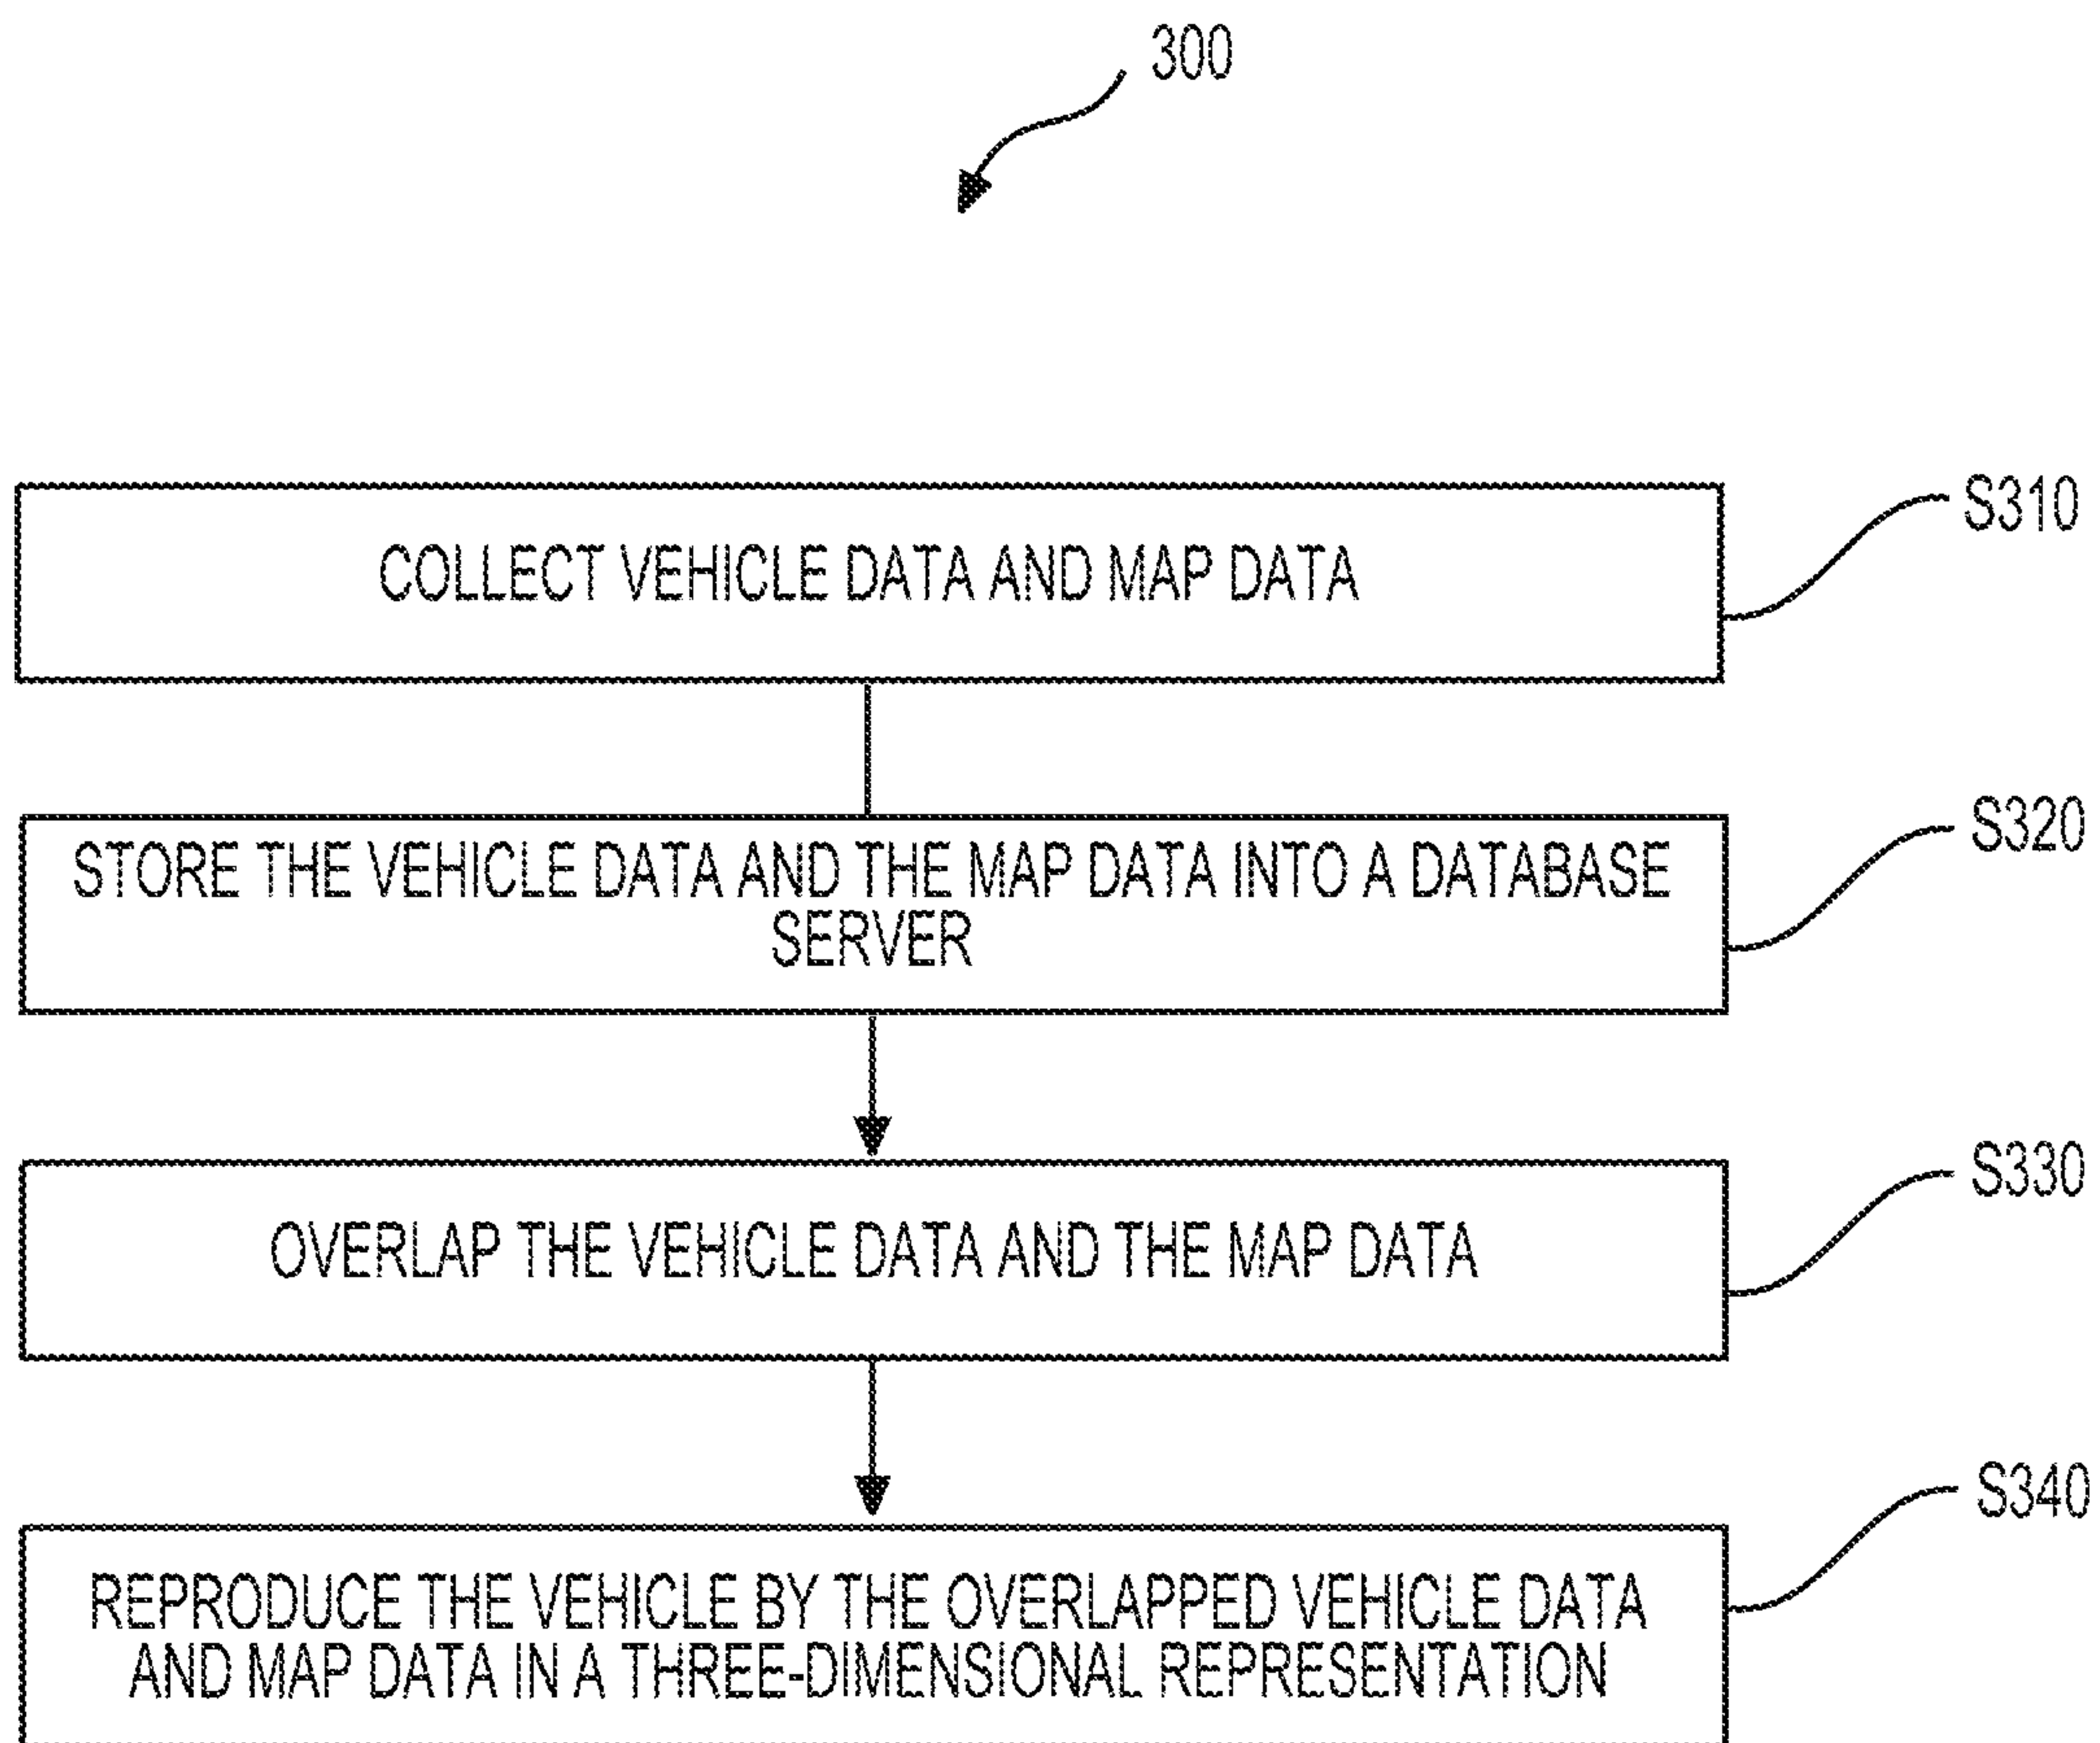 300
COLLECT VEHICLE DATA AND MAP DATA
S310
STORE THE VEHICLE DATA AND THE MAP DATA INTO A DATABASE
SERVER
S320
OVERLAP THE VEHICLE DATA AND THE MAP DATA
S330
REPRODUCE THE VEHICLE BY THE OVERLAPPED VEHICLE DATA
AND MAP DATA IN A THREE-DIMENSIONAL REPRESENTATION
S340